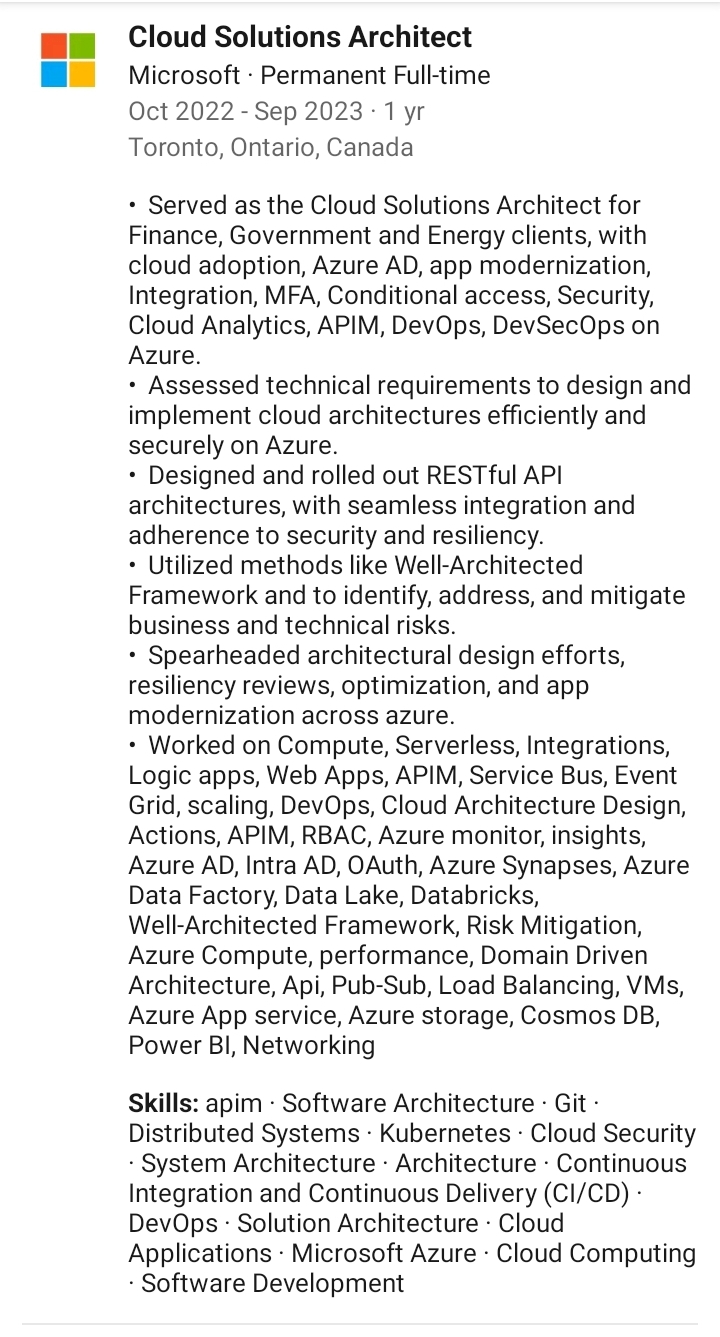 Cloud Solutions Architect
Microsoft · Permanent Full-time
Oct 2022 - Sep 2023 · 1 yr
Toronto, Ontario, Canada
• Served as the Cloud Solutions Architect for
Finance, Government and Energy clients, with
cloud adoption, Azure AD, app modernization,
Integration, MFA, Conditional access, Security,
Cloud Analytics, APIM, DevOps, DevSecOps on
Azure.
• Assessed technical requirements to design and
implement cloud architectures efficiently and
securely on Azure.
• Designed and rolled out RESTful API
architectures, with seamless integration and
adherence to security and resiliency.
• Utilized methods like Well-Architected
Framework and to identify, address, and mitigate
business and technical risks.
• Spearheaded architectural design efforts,
resiliency reviews, optimization, and app
modernization across azure.
• Worked on Compute, Serverless, Integrations,
Logic apps, Web Apps, APIM, Service Bus, Event
Grid, scaling, DevOps, Cloud Architecture Design,
Actions, APIM, RBAC, Azure monitor, insights,
Azure AD, Intra AD, OAuth, Azure Synapses, Azure
Data Factory, Data Lake, Databricks,
Well-Architected Framework, Risk Mitigation,
Azure Compute, performance, Domain Driven
Architecture, Api, Pub-Sub, Load Balancing, VMs,
Azure App service, Azure storage, Cosmos DB,
Power BI, Networking
Skills: apim · Software Architecture · Git ·
Distributed Systems · Kubernetes · Cloud Security
· System Architecture · Architecture · Continuous
Integration and Continuous Delivery (CI/CD) ·
DevOps · Solution Architecture · Cloud
Applications · Microsoft Azure · Cloud Computing
· Software Development